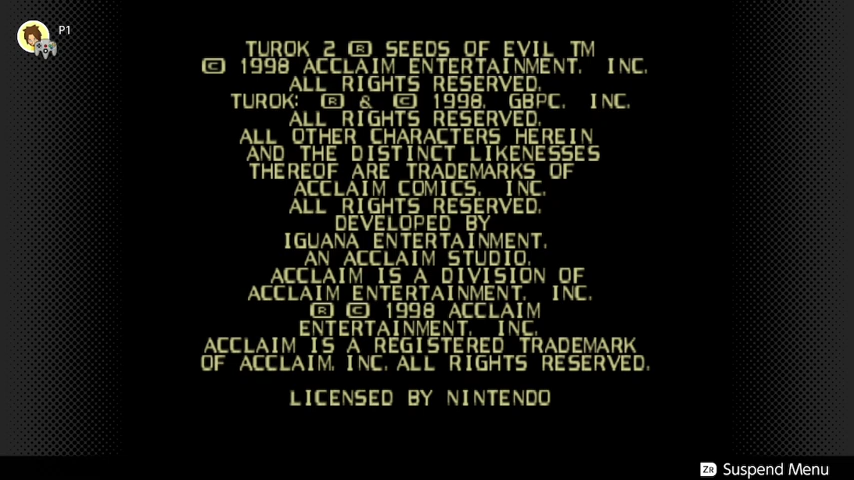 P1
TUROK 2 ® SEEDS OF EVIL TM
© 1998 ACCLAIM ENTERTAINMENT. INC.
ALL RIGHTS RESERVED.
TUROK: ® & © 1998. GBPC. INC.
ALL RIGHTS RESERVED.
ALL OTHER CHARACTERS HEREIN
AND THE DISTINCT LIKENESSES
THEREOF ARE TRADEMARKS OF
ACCLAIM COMICS. INC.
ALL RIGHTS RESERVED.
DEVELOPED BY
IGUANA ENTERTAINMENT.
AN ACCLAIM STUDIO.
ACCLAIM IS A DIVISION OF
ACCLAIM ENTERTAINMENT. INC.
® © 1998 ACCLAIM
ENTERTAINMENT. INC.
ACCLAIM IS A REGISTERED TRADEMARK
OF ACCLAIM. INC. ALL RIGHTS RESERVED.
LICENSED BY NINTENDO
ZR Suspend Menu